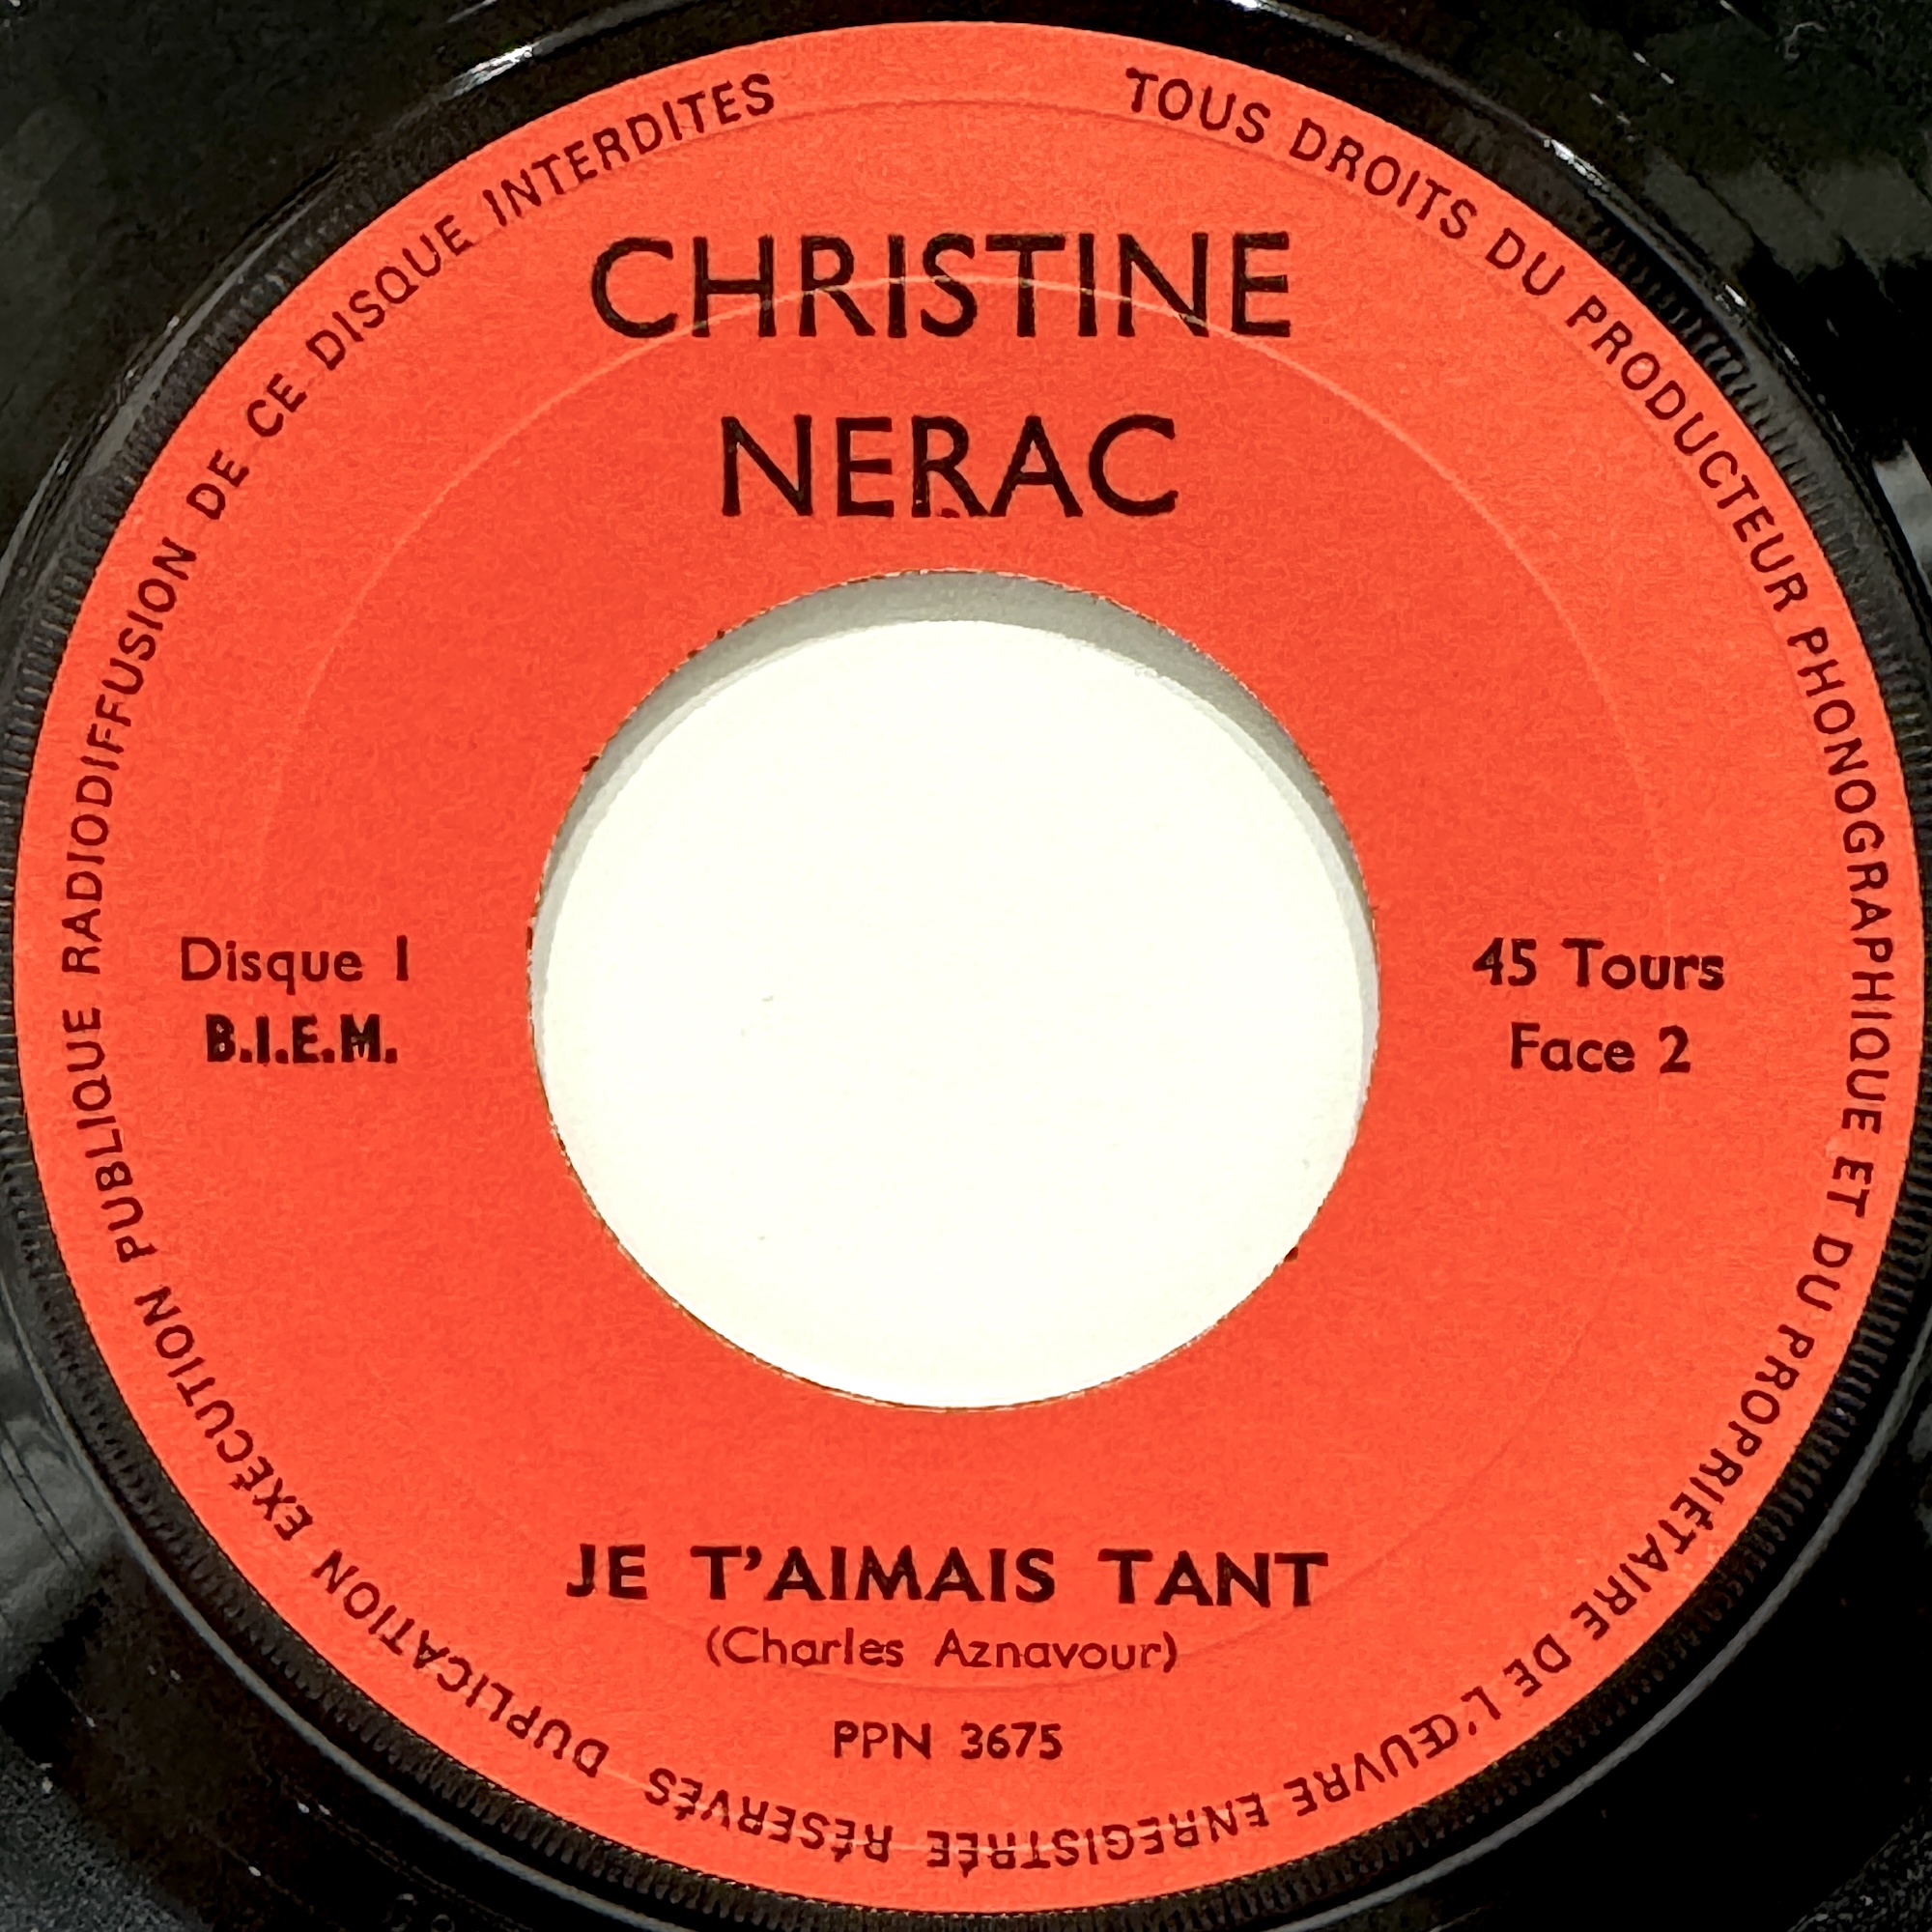 TOUS DROITS DU PRODUCTEUR PHONOGRAPHIQUE ET DU PROPRIÉTAIRE DE L'ŒUVRE ENREGISTRÉE RÉSERVÉS DUPLICATION EXÉCUTION PUBLIQUE RADIODIFFUSION DE CE DISQUE INTERDITES
CHRISTINE
NERAC
Disque 1
B.I.E.M.
45 Tours
Face 2
JE T'AIMAIS TANT
(Charles Aznavour)
PPN 3675